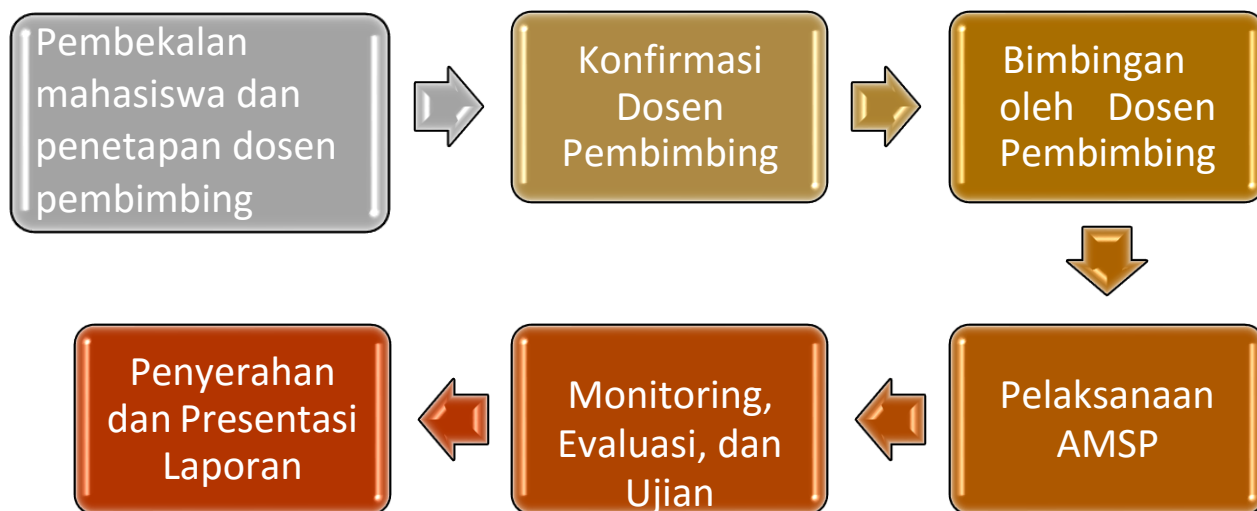 Pembekalan
mahasiswa dan
penetapan dosen
pembimbing
Konfirmasi
Dosen
Pembimbing
Bimbingan
oleh Dosen
Pembimbing
Pelaksanaan
AMSP
Monitoring,
Evaluasi, dan
Ujian
Penyerahan
dan Presentasi
Laporan